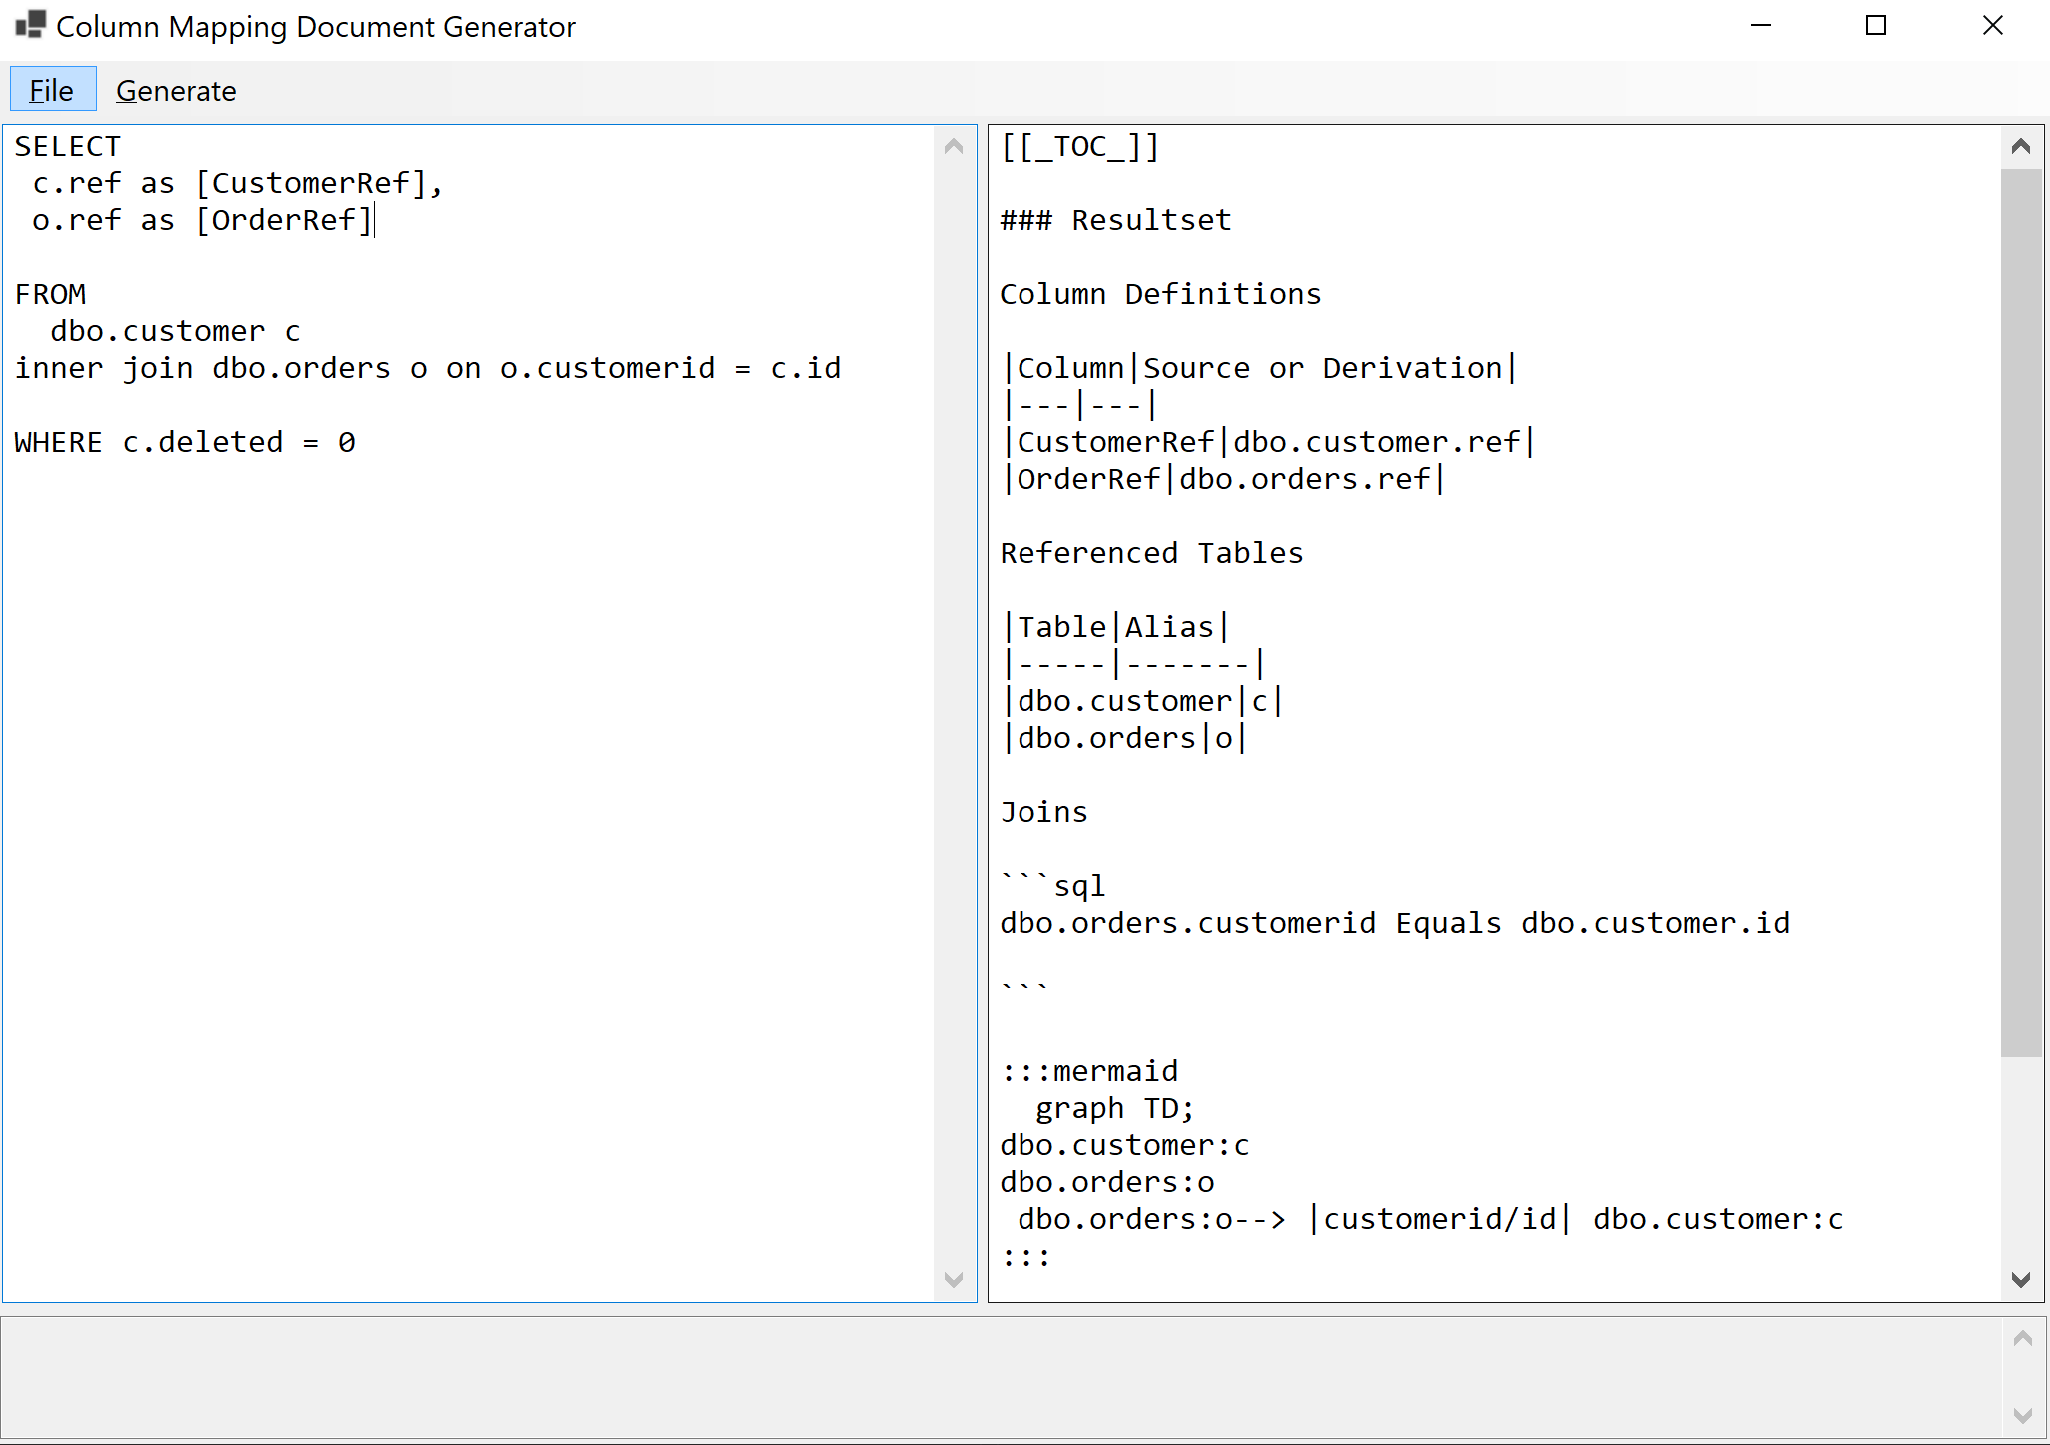 Column Mapping Document Generator
File Generate
SELECT
 c.ref as [CustomerRef],
 o.ref as [OrderRef]
FROM
  dbo.customer c
inner join dbo.orders o on o.customerid = c.id
WHERE c.deleted = 0
[[_TOC_]]
### Resultset
Column Definitions
|Column|Source or Derivation|
|---|---|
|CustomerRef|dbo.customer.ref|
|OrderRef|dbo.orders.ref|
Referenced Tables
|Table|Alias|
|-----|-------|
|dbo.customer|c|
|dbo.orders|o|
Joins
```sql
dbo.orders.customerid Equals dbo.customer.id
```
:::mermaid
  graph TD;
dbo.customer:c
dbo.orders:o
 dbo.orders:o--> |customerid/id| dbo.customer:c
:::